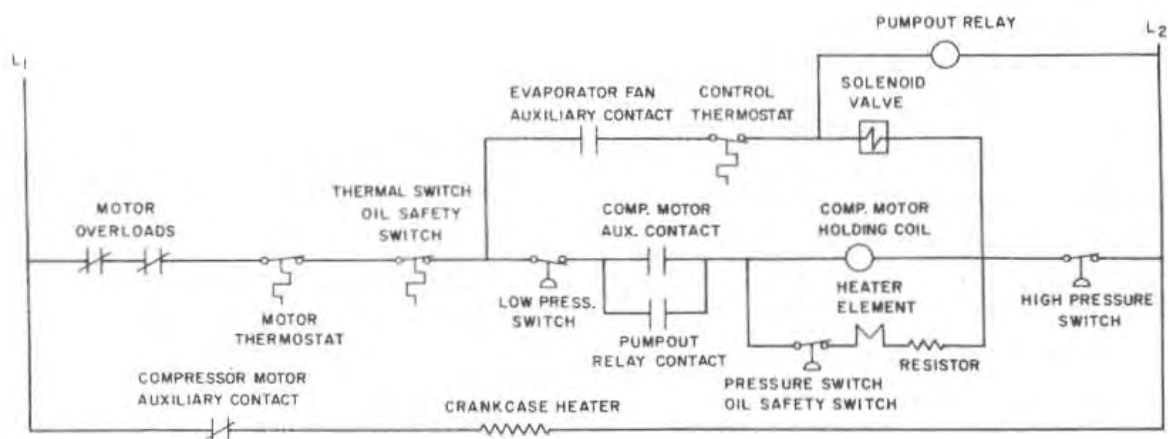 PUMPOUT RELAY
L1
L2
SOLENOID
VALVE
EVAPORATOR FAN
AUXILIARY CONTACT
CONTROL
THERMOSTAT
THERMAL SWITCH
OIL SAFETY
SWITCH
MOTOR
OVERLOADS
COMP. MOTOR
AUX. CONTACT
COMP. MOTOR
HOLDING COIL
MOTOR
THERMOSTAT
LOW PRESS.
SWITCH
HEATER
ELEMENT
HIGH PRESSURE
SWITCH
PUMPOUT
RELAY CONTACT
RESISTOR
PRESSURE SWITCH
OIL SAFETY SWITCH
COMPRESSOR MOTOR
AUXILIARY CONTACT
CRANKCASE HEATER